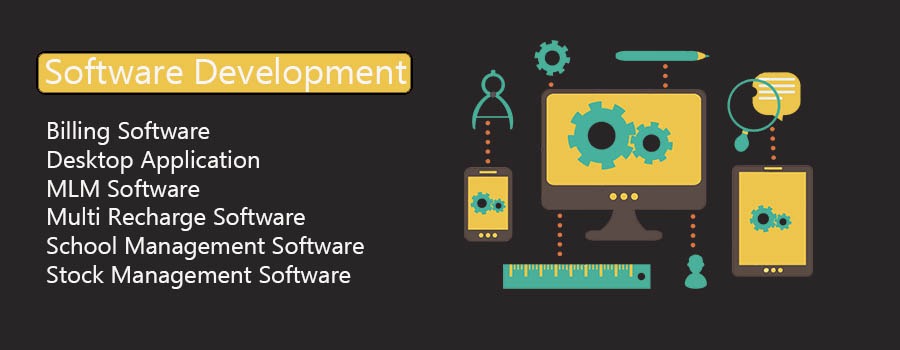 Software Development
Billing Software
Desktop Application
MLM Software
Multi Recharge Software
School Management Software
Stock Management Software